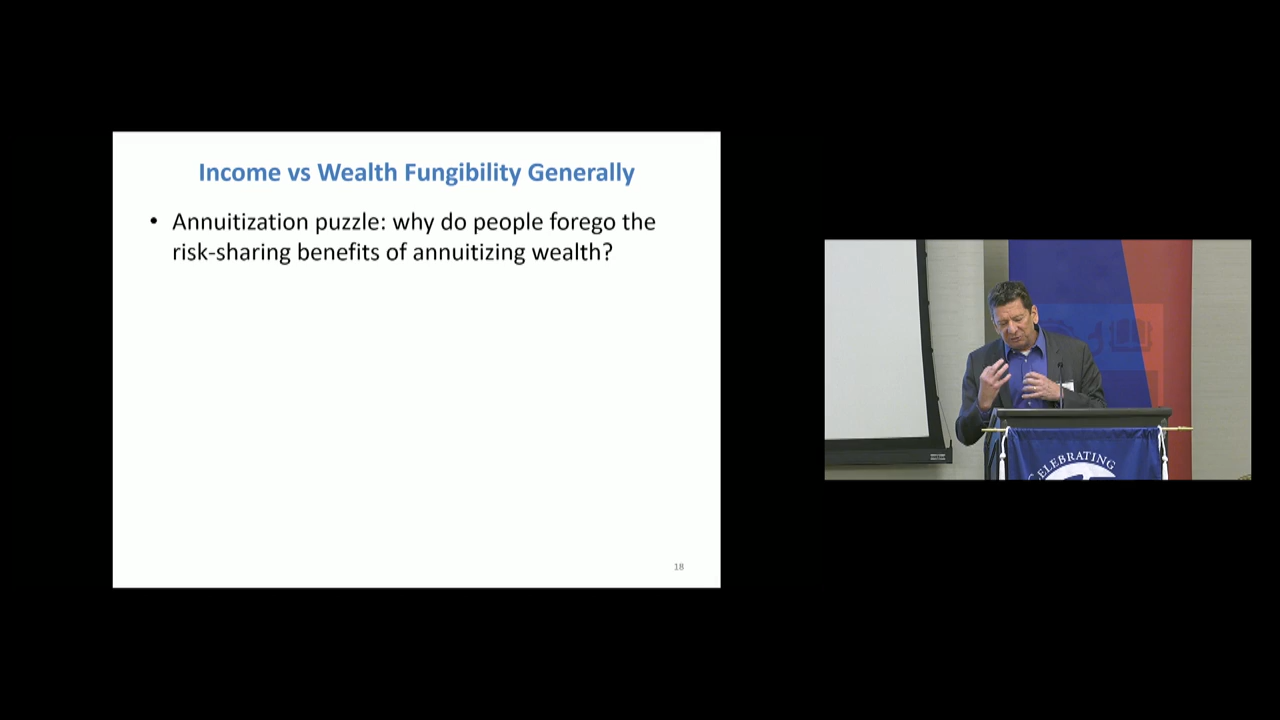 Income vs Wealth Fungibility Generally
• Annuitization puzzle: why do people forego the
risk-sharing benefits of annuitizing wealth?
18
CELEBRATING